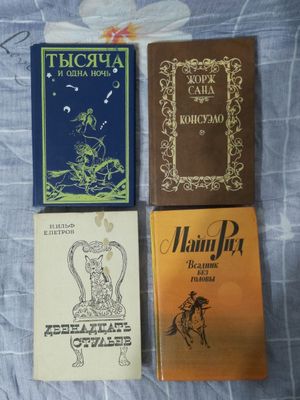 ТЫСЯЧА
И ОДНА НОЧЬ
ЖОРЖ
САНД
КОНСУЭЛО
И.ИЛЬФ
Е.ПЕТРОВ
ДВЕНАДЦАТЬ
СТУЛЬЕВ
Майн Рид
Всадник
без
головы